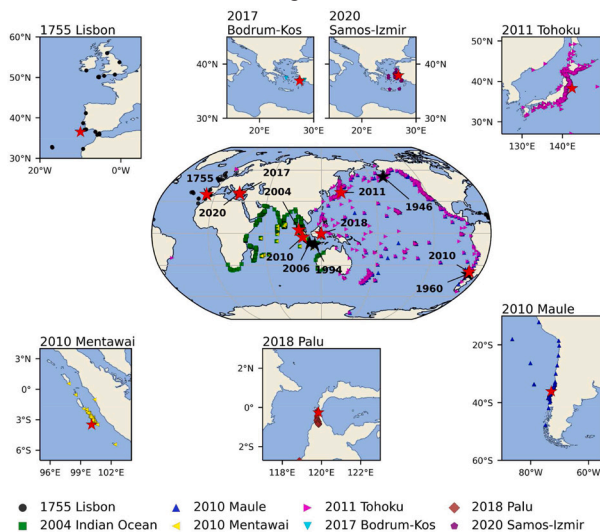 1755 Lisbon
2017
Bodrum-Kos
2020
Samos-Izmir
2011 Tohoku
60°N
50°N
40°N
30°N
20°W
10°W
0°W
40°N
30°N
20°E
30°E
40°N
30°N
20°E
30°E
50°N
40°N
30°N
130°E
140°E
1755
2017
2004
2020
2011
2018
1946
2010
2006
1994
2010
1960
2010 Mentawai
2018 Palu
2010 Maule
3°N
0°
3°S
6°S
96°E
100°E
104°E
2°N
0°
2°S
118°E
120°E
122°E
20°S
40°S
60°S
80°W
60°W
1755 Lisbon
2010 Maule
2011 Tohoku
2018 Palu
2004 Indian Ocean
2010 Mentawai
2017 Bodrum-Kos
2020 Samos-Izmir